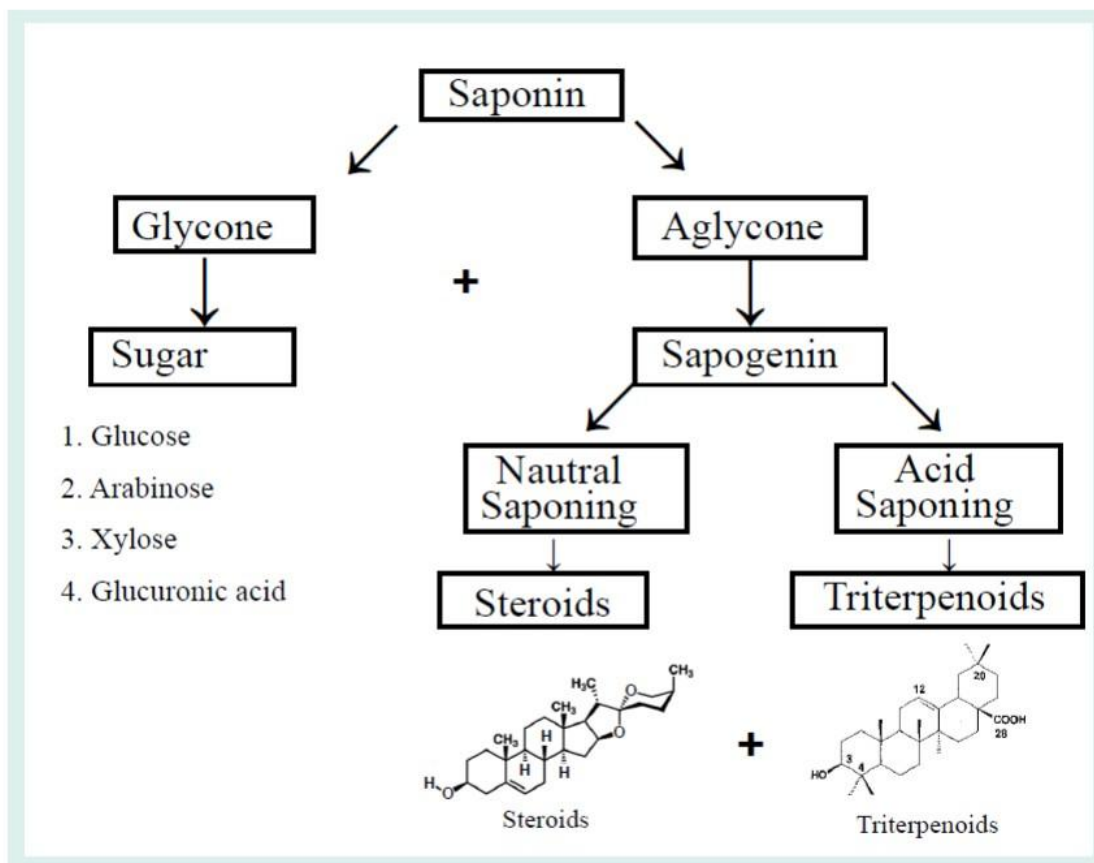 Saponin
Glycone
Aglycone
+
Sugar
Sapogenin
1. Glucose
2. Arabinose
3. Xylose
4. Glucuronic acid
Nautral
Saponing
Acid
Saponing
Steroids
Triterpenoids
CH₃
H₃C
O
CH₃
CH₃
O
H
H
H
H
O
Steroids
+
20
12
COOH
28
3
4
HO
Triterpenoids